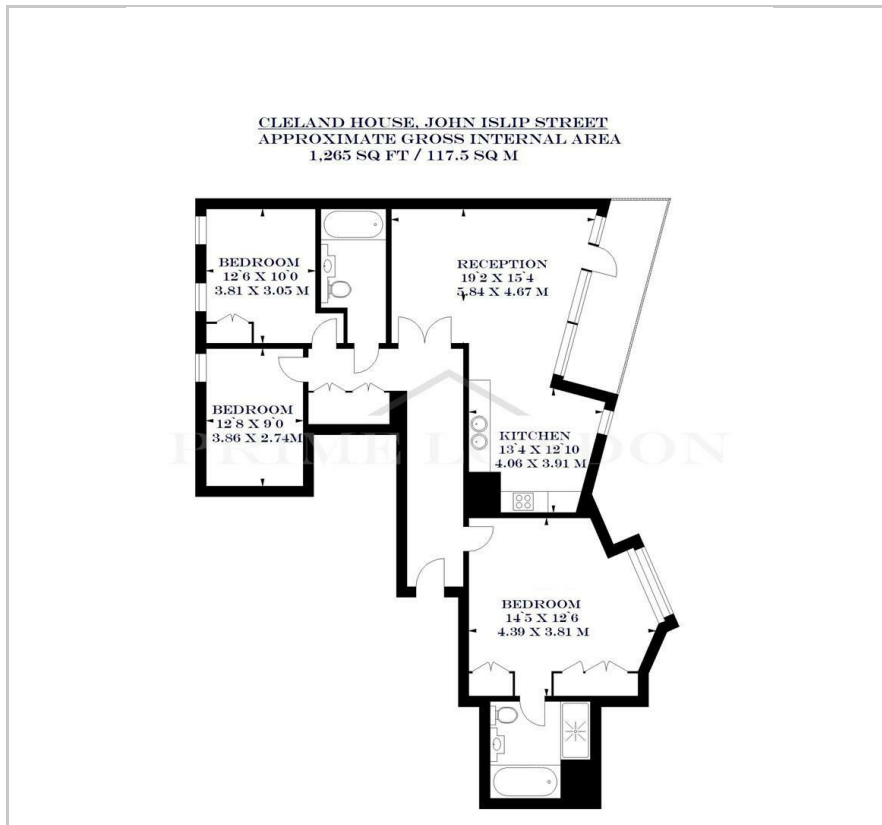 CLELAND HOUSE, JOHN ISLIP STREET
APPROXIMATE GROSS INTERNAL AREA
1,265 SQ FT / 117.5 SQ M
BEDROOM
12'6 X 10'0
3.81 X 3.05 M
RECEPTION
19'2 X 15'4
5.84 X 4.67 M
BEDROOM
12'8 X 9'0
3.86 X 2.74M
KITCHEN
13'4 X 12'10
4.06 X 3.91 M
PRIME LONDON
BEDROOM
14'5 X 12'6
4.39 X 3.81 M